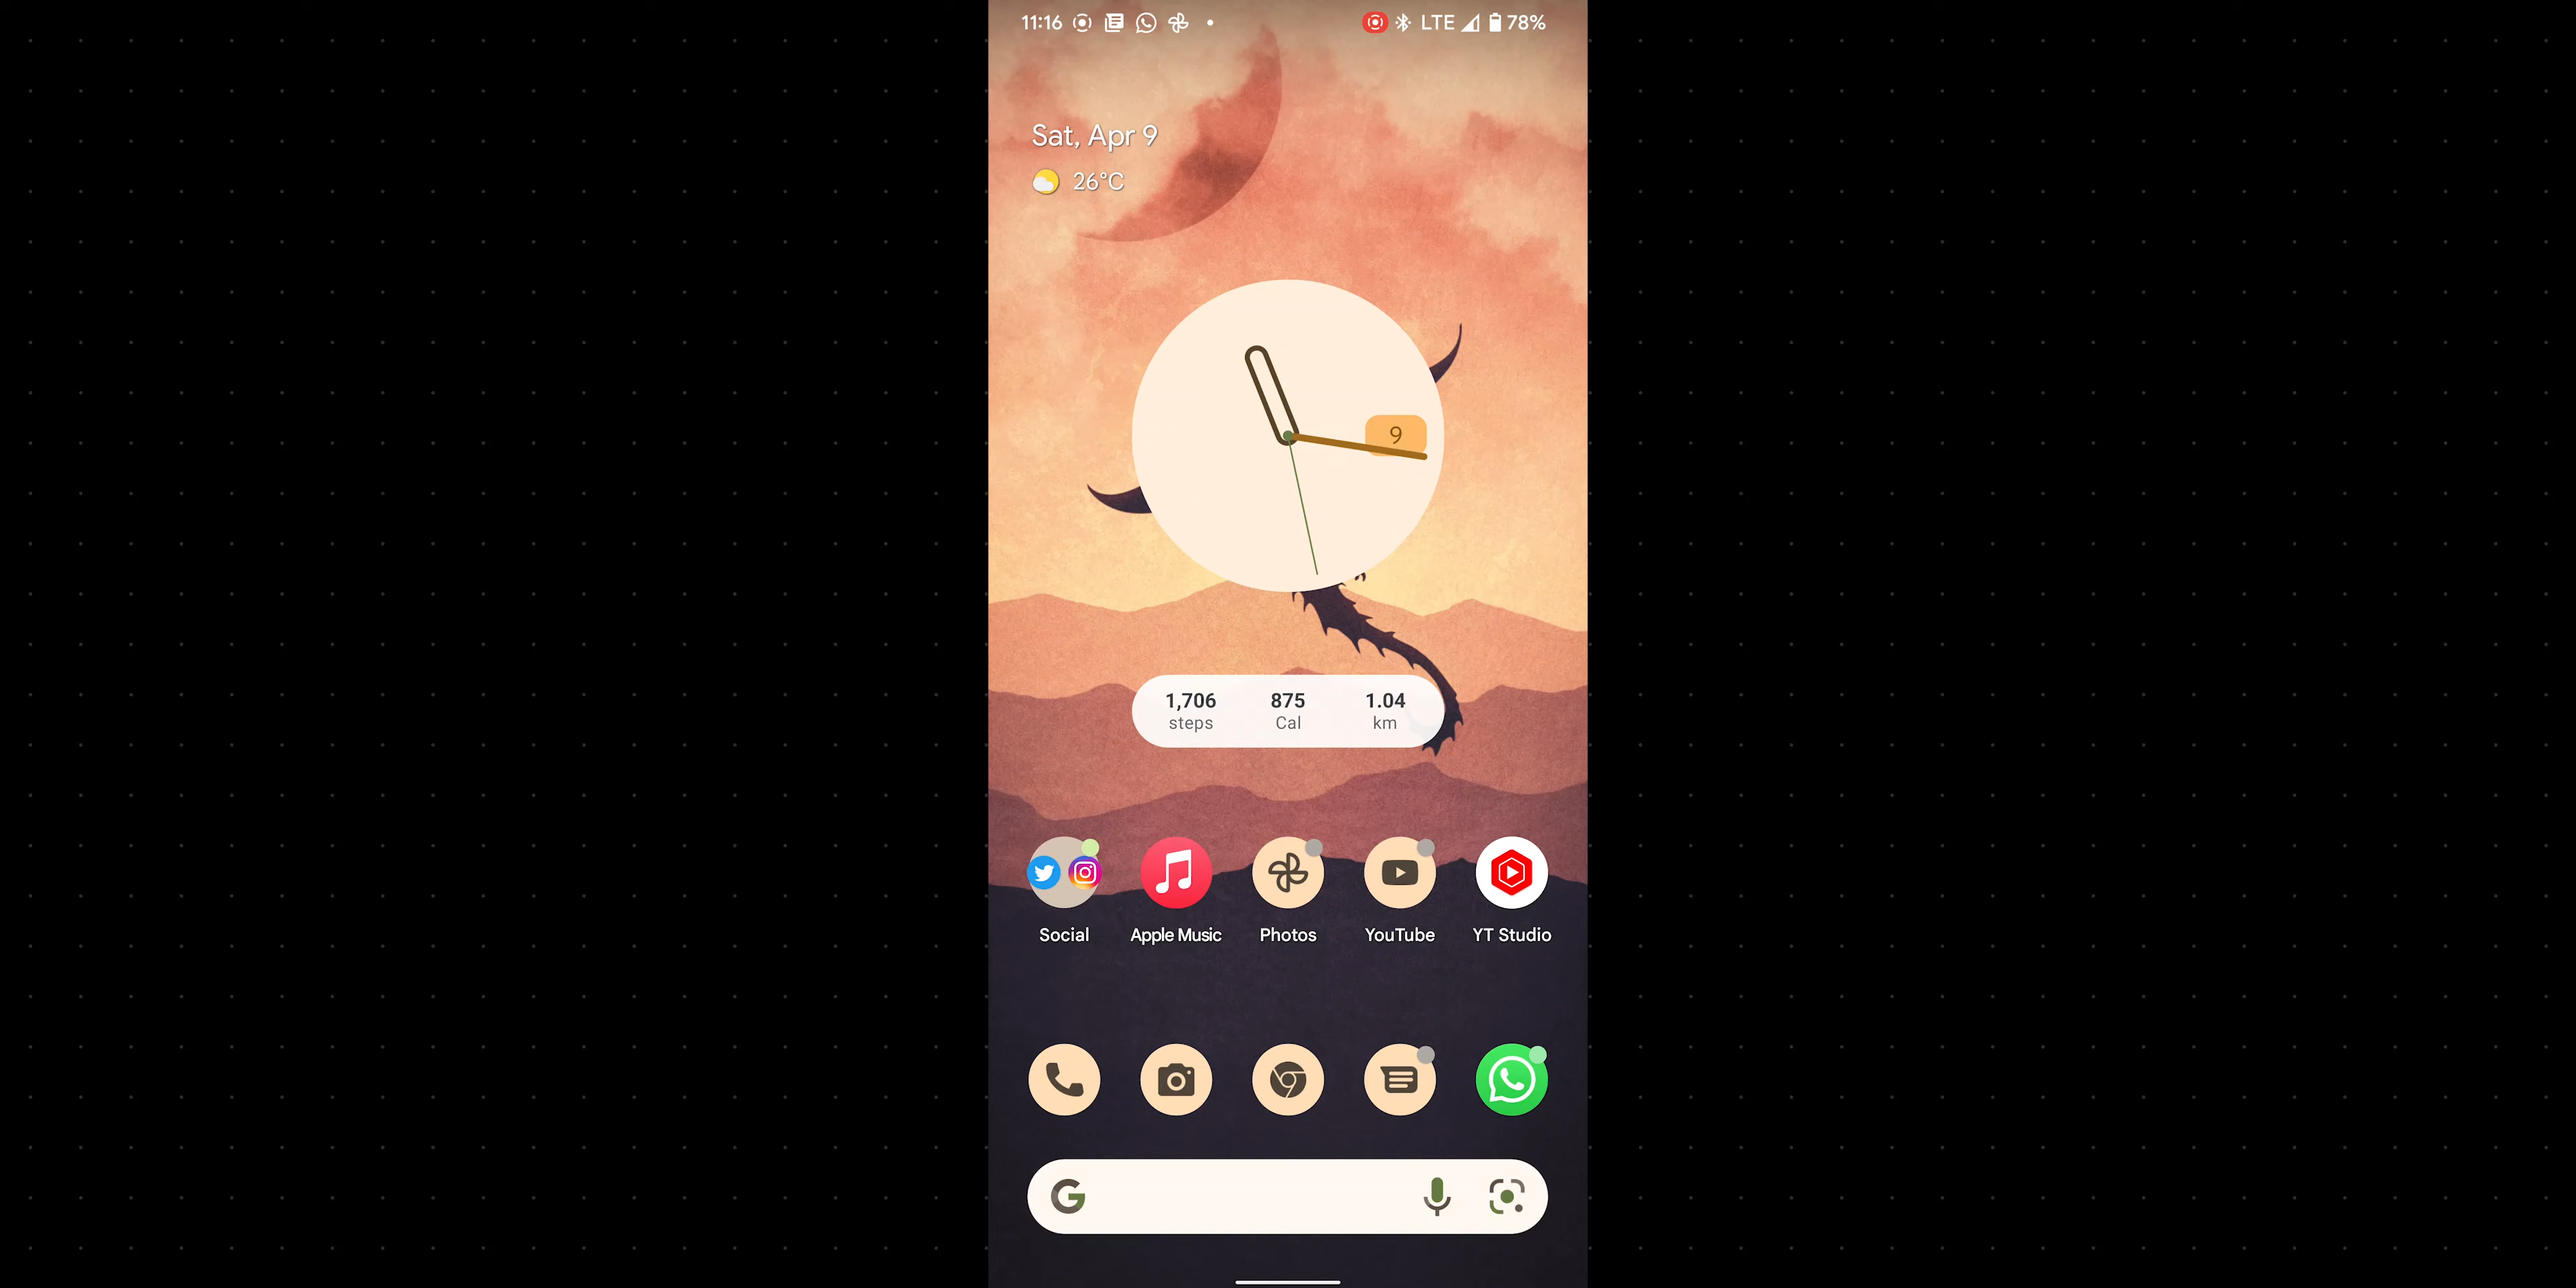 11:16 LTE 78%
Sat, Apr 9
26°C
9
1,706 875 1.04
steps Cal km
Social Apple Music Photos YouTube YT Studio
G